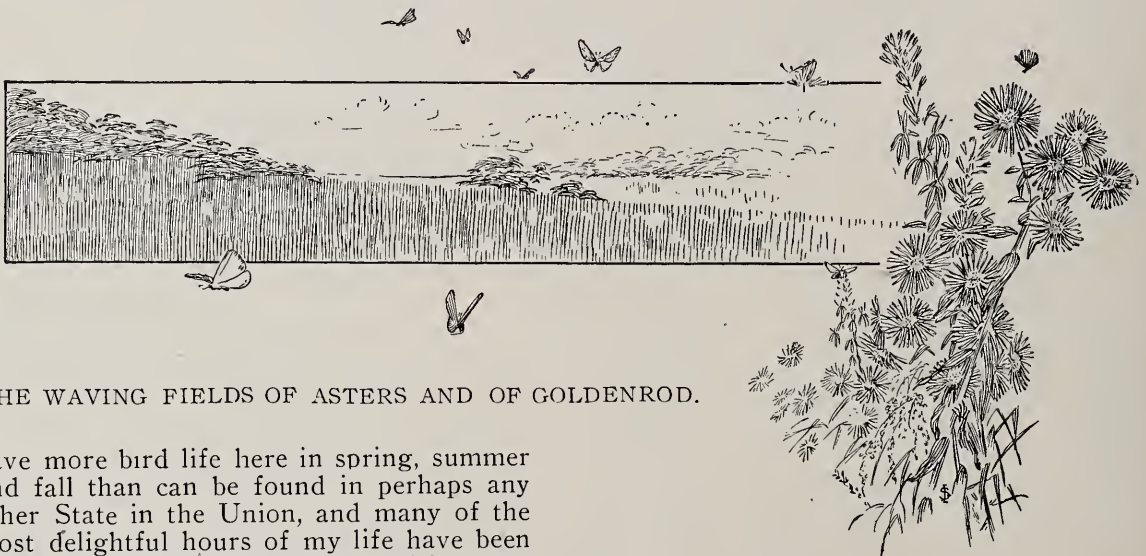 HE WAVING FIELDS OF ASTERS AND OF GOLDENROD.
ave more bird life here in spring, summer
nd fall than can be found in perhaps any
her State in the Union, and many of the
ost delightful hours of my life have been